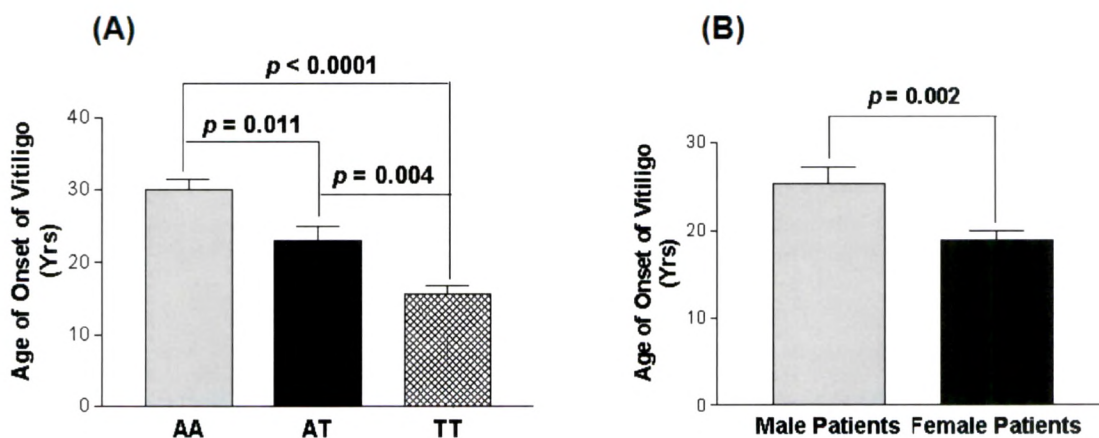 (A)
p < 0.0001
p = 0.011
p = 0.004
Age of Onset of Vitiligo
(Yrs)
40
30
20
10
0
AA AT TT
(B)
p = 0.002
Age of Onset of Vitiligo
(Yrs)
30
20
10
0
Male Patients Female Patients